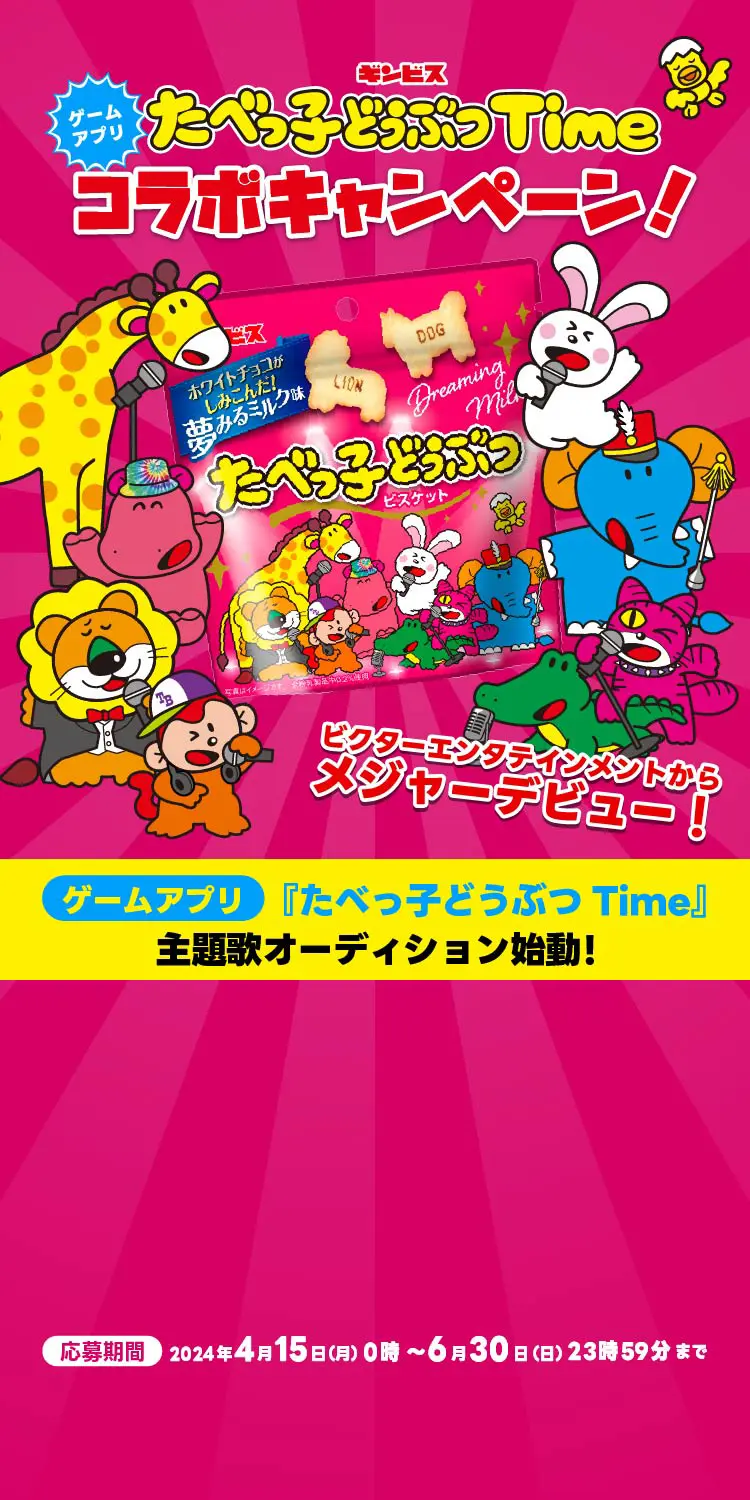 ギンビス
ゲーム
アプリ
たべっ子どうぶつTime
コラボキャンペーン!
ギンビス
ホワイトチョコが
しみこんだ!
夢みるミルク味
LION
DOG
Dreaming
Milk
たべっ子どうぶつ
ビスケット
TB
ビクターエンタテインメントから
メジャーデビュー!
ゲームアプリ 『たべっ子どうぶつ Time』
主題歌オーディション始動!
応募期間 2024年4月15日(月)0時 〜6月30日(日)23時59分まで